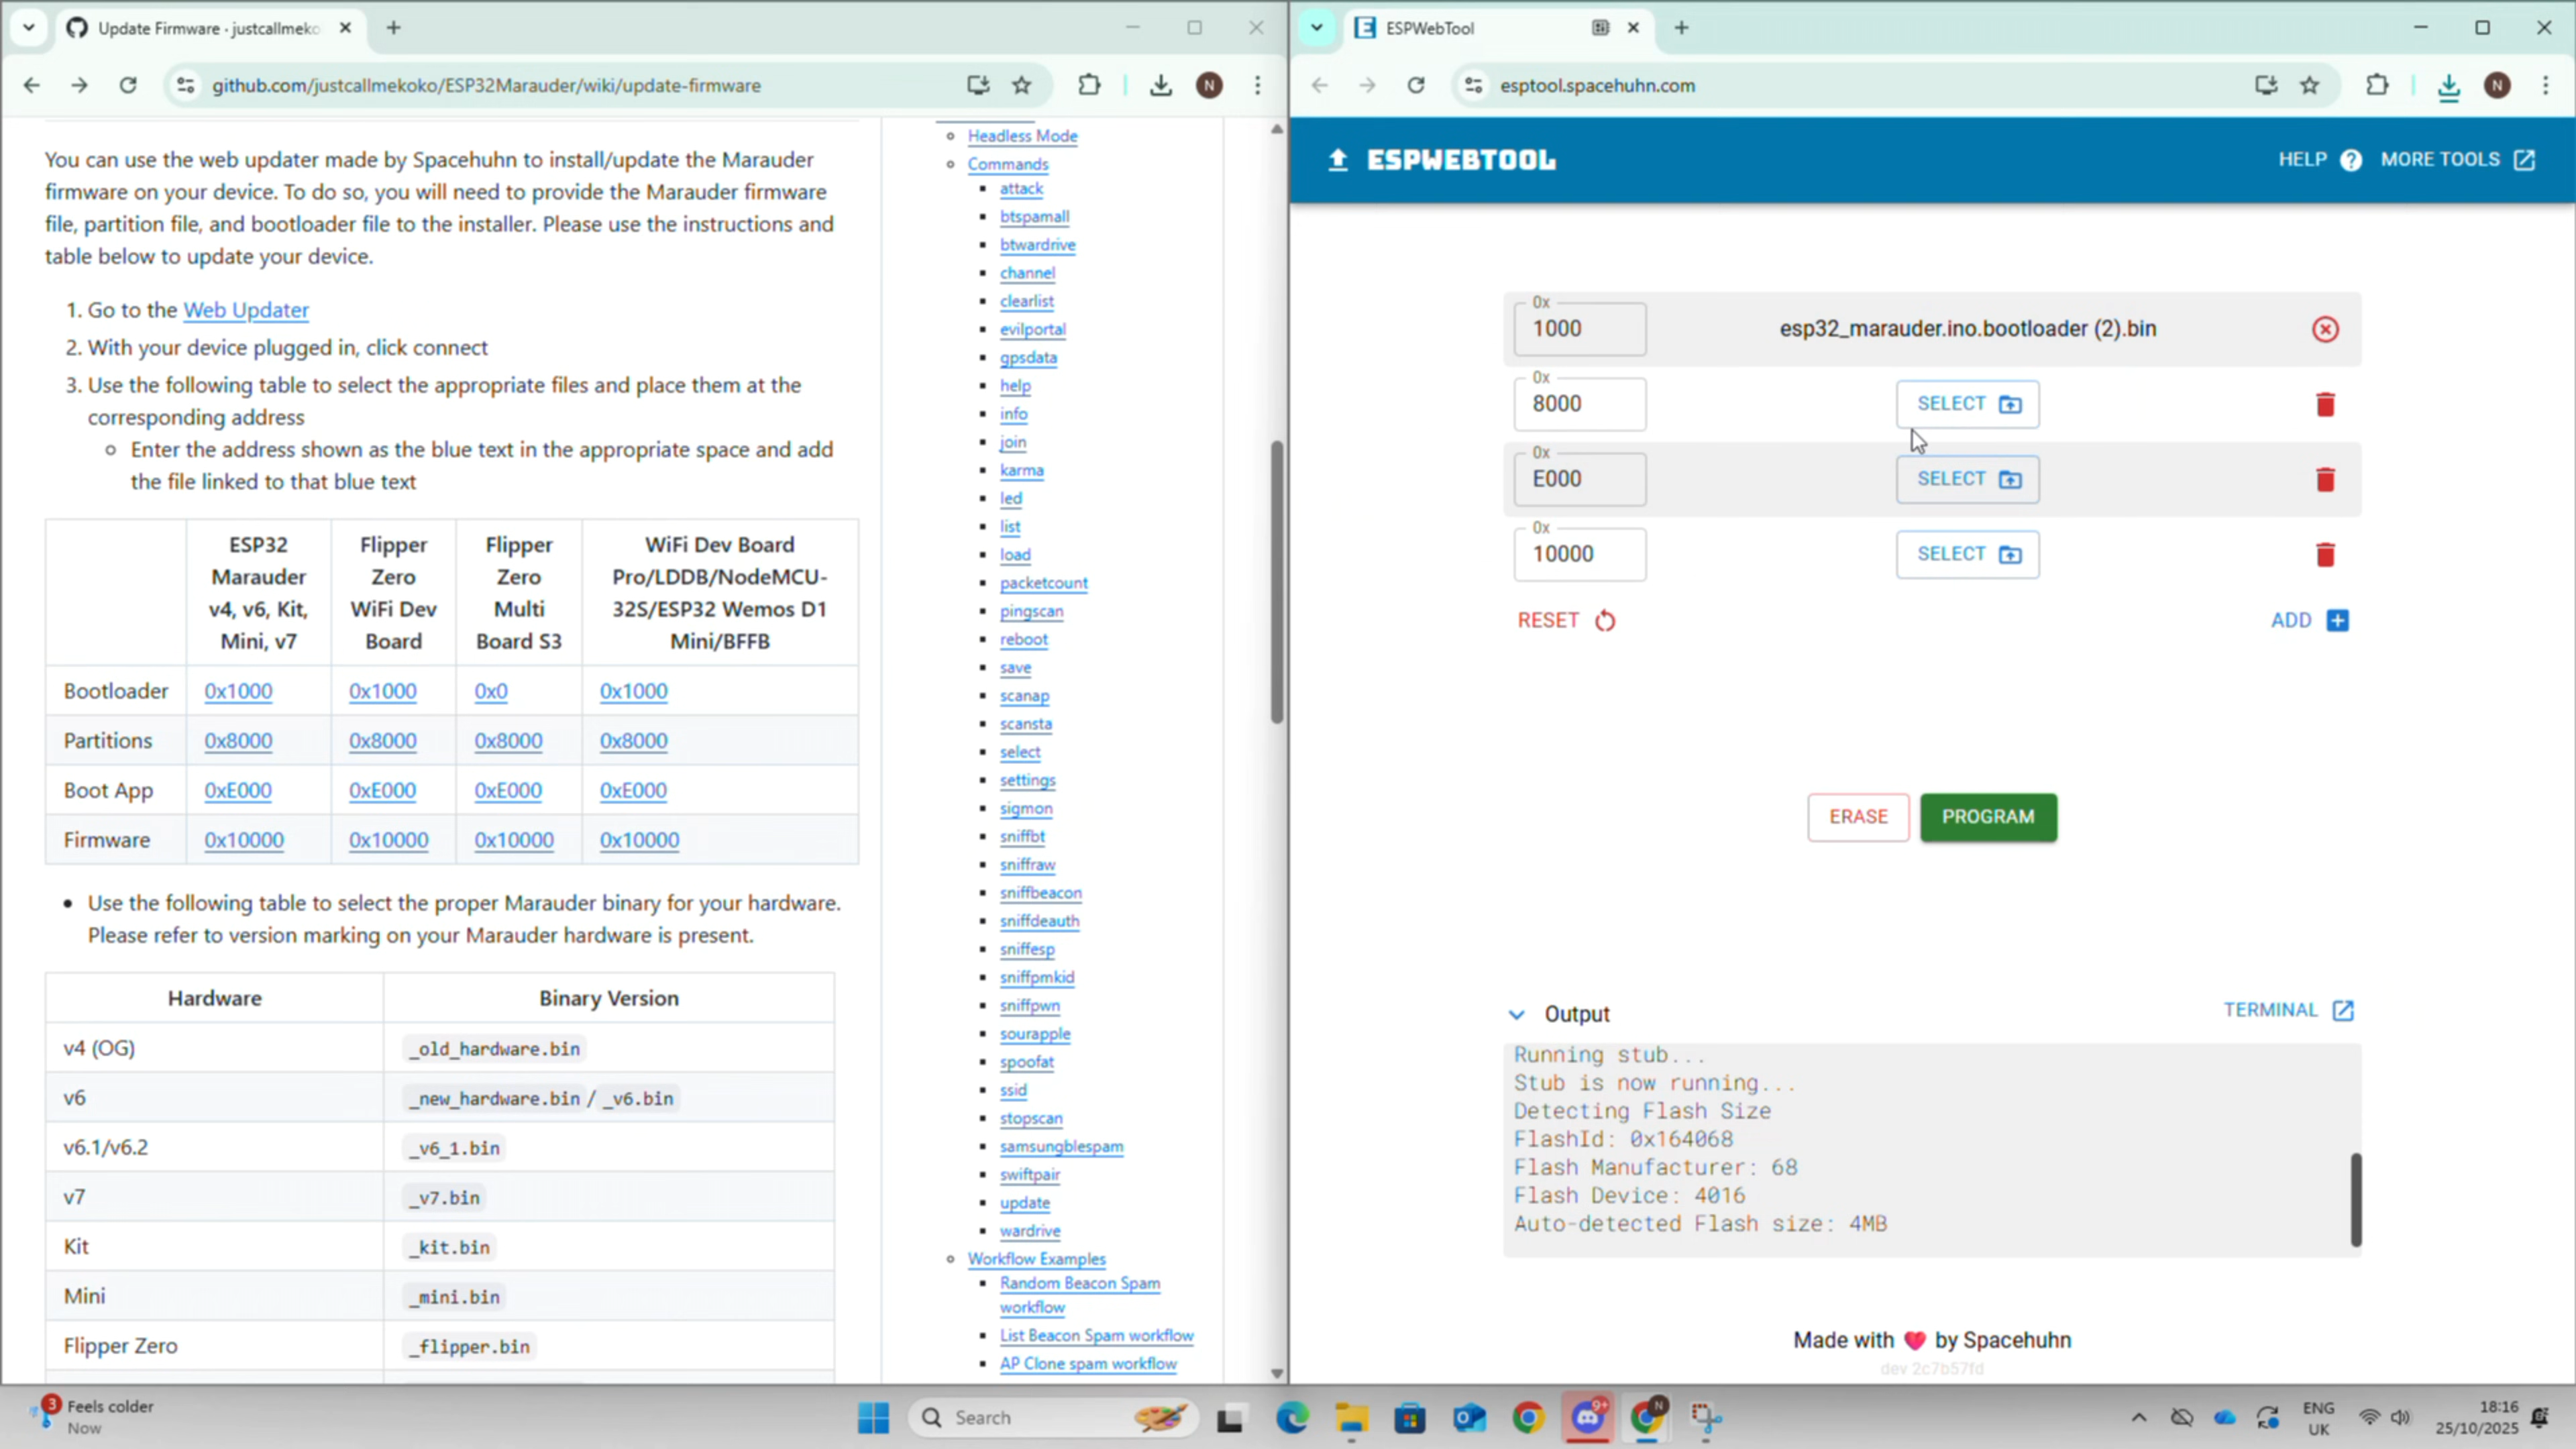 Update Firmware · justcallmeko
github.com/justcallmekoko/ESP32Marauder/wiki/update-firmware
N
You can use the web updater made by Spacehuhn to install/update the Marauder
firmware on your device. To do so, you will need to provide the Marauder firmware
file, partition file, and bootloader file to the installer. Please use the instructions and
table below to update your device.
1. Go to the Web Updater
2. With your device plugged in, click connect
3. Use the following table to select the appropriate files and place them at the
corresponding address
Enter the address shown as the blue text in the appropriate space and add
the file linked to that blue text
ESP32
Marauder
v4, v6, Kit,
Mini, v7
Flipper
Zero
WiFi Dev
Board
Flipper
Zero
Multi
Board S3
WiFi Dev Board
Pro/LDDB/NodeMCU-
32S/ESP32 Wemos D1
Mini/BFFB
Bootloader 0x1000 0x1000 0x0 0x1000
Partitions 0x8000 0x8000 0x8000 0x8000
Boot App 0xE000 0xE000 0xE000 0xE000
Firmware 0x10000 0x10000 0x10000 0x10000
Use the following table to select the proper Marauder binary for your hardware.
Please refer to version marking on your Marauder hardware is present.
Hardware Binary Version
v4 (OG) _old_hardware.bin
v6 _new_hardware.bin / _v6.bin
v6.1/v6.2 _v6_1.bin
v7 _v7.bin
Kit _kit.bin
Mini _mini.bin
Flipper Zero _flipper.bin
Headless Mode
Commands
attack
btspamall
btwardrive
channel
clearlist
evilportal
gpsdata
help
info
join
karma
led
list
load
packetcount
pingscan
reboot
save
scanap
scansta
select
settings
sigmon
sniffbt
sniffraw
sniffbeacon
sniffdeauth
sniffesp
sniffpmkid
sniffpwn
sourapple
spoofat
ssid
stopscan
samsungblespam
swiftpair
update
wardrive
Workflow Examples
Random Beacon Spam
workflow
List Beacon Spam workflow
AP Clone spam workflow
ESPWebTool
esptool.spacehuhn.com
N
ESPWEBTOOL
HELP ?
MORE TOOLS
0x
1000
esp32_marauder.ino.bootloader (2).bin
0x
8000
SELECT
0x
E000
SELECT
0x
10000
SELECT
RESET
ADD
ERASE
PROGRAM
Output
TERMINAL
Running stub...
Stub is now running...
Detecting Flash Size
FlashId: 0x164068
Flash Manufacturer: 68
Flash Device: 4016
Auto-detected Flash size: 4MB
Made with ❤ by Spacehuhn
dev 2c7b57fd
3
Feels colder
Now
Search
9+
N
ENG
UK
18:16
25/10/2025